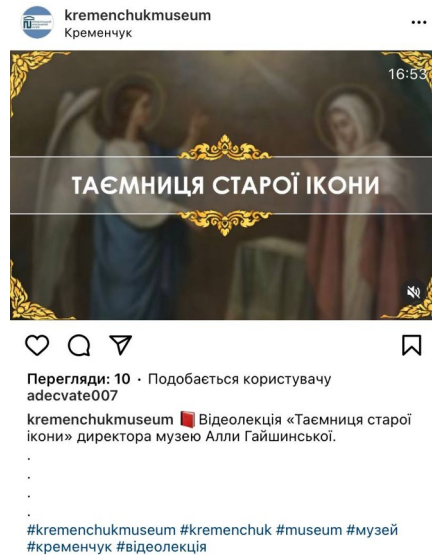 kremenchukmuseum
Кременчук
16:53
ТАЄМНИЦЯ СТАРОЇ ІКОНИ
Перегляди: 10 · Подобається користувачу
adecvate007
kremenchukmuseum 📕 Відеолекція «Таємниця старої
ікони» директора музею Алли Гайшинської.
.
.
.
.
#kremenchukmuseum #kremenchuk #museum #музей
#кременчук #відеолекція